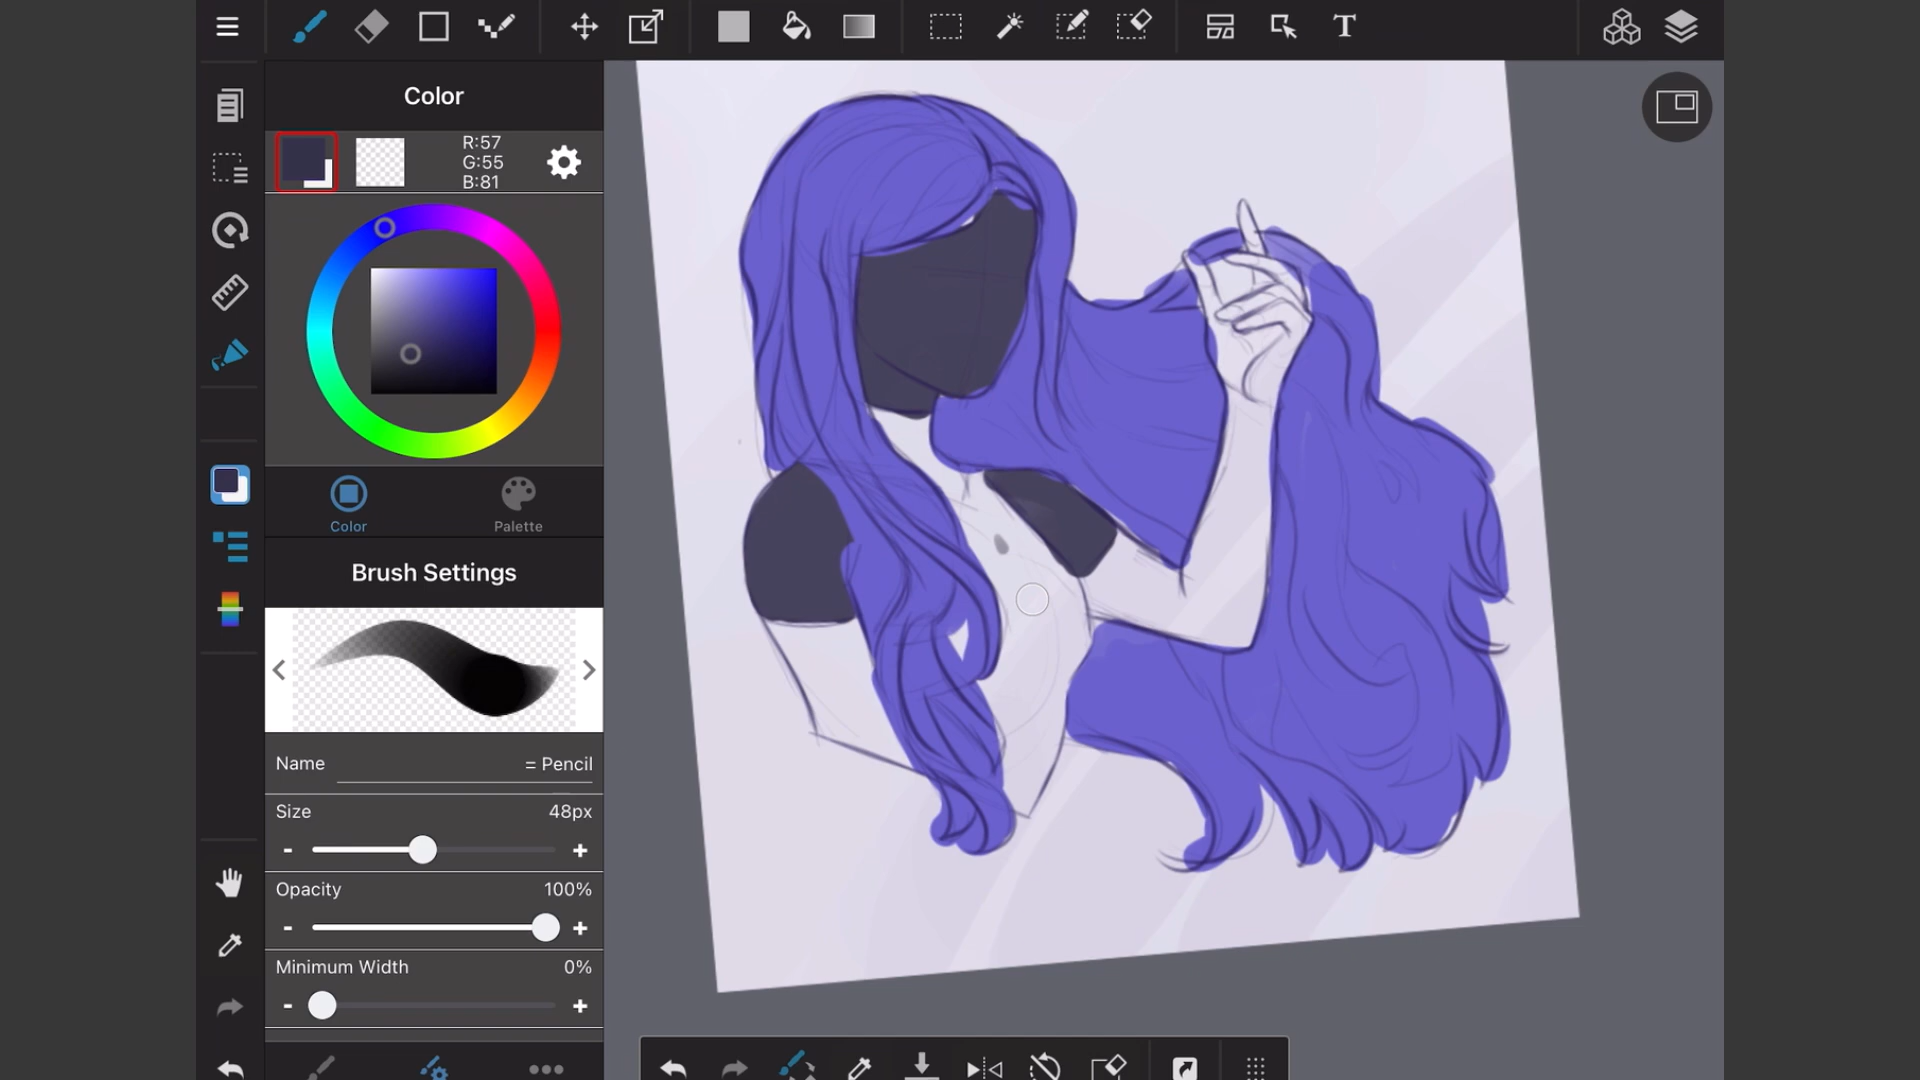 T
Color
R:57
G:55
B:81
Color
Palette
Brush Settings
Name
= Pencil
Size
48px
- +
Opacity
100%
- +
Minimum Width
0%
- +